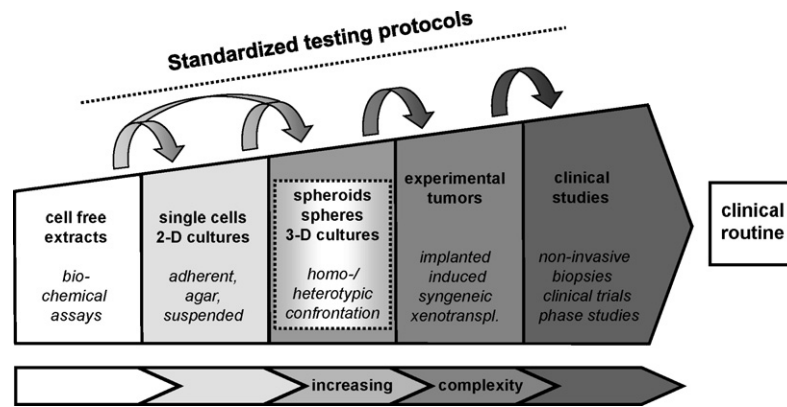 Standardized testing protocols
cell free
extracts
bio-
chemical
assays
single cells
2-D cultures
adherent,
agar,
suspended
spheroids
spheres
3-D cultures
homo-/
heterotypic
confrontation
experimental
tumors
implanted
induced
syngeneic
xenotranspl.
clinical
studies
non-invasive
biopsies
clinical trials
phase studies
clinical
routine
increasing complexity